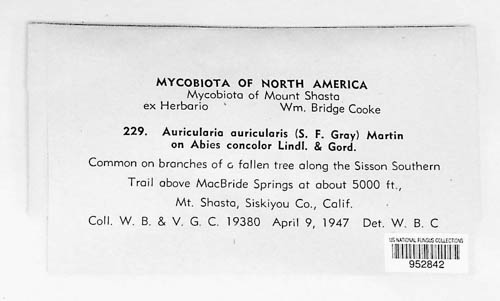 MYCOBIOTA OF NORTH AMERICA
Mycobiota of Mount Shasta
ex Herbario Wm. Bridge Cooke
229. Auricularia auricularis (S. F. Gray) Martin
on Abies concolor Lindl. & Gord.
Common on branches of a fallen tree along the Sisson Southern
Trail above MacBride Springs at about 5000 ft.,
Mt. Shasta, Siskiyou Co., Calif.
Coll. W. B. & V. G. C. 19380 April 9, 1947 Det. W. B. C
US NATIONAL FUNGUS COLLECTIONS
952842